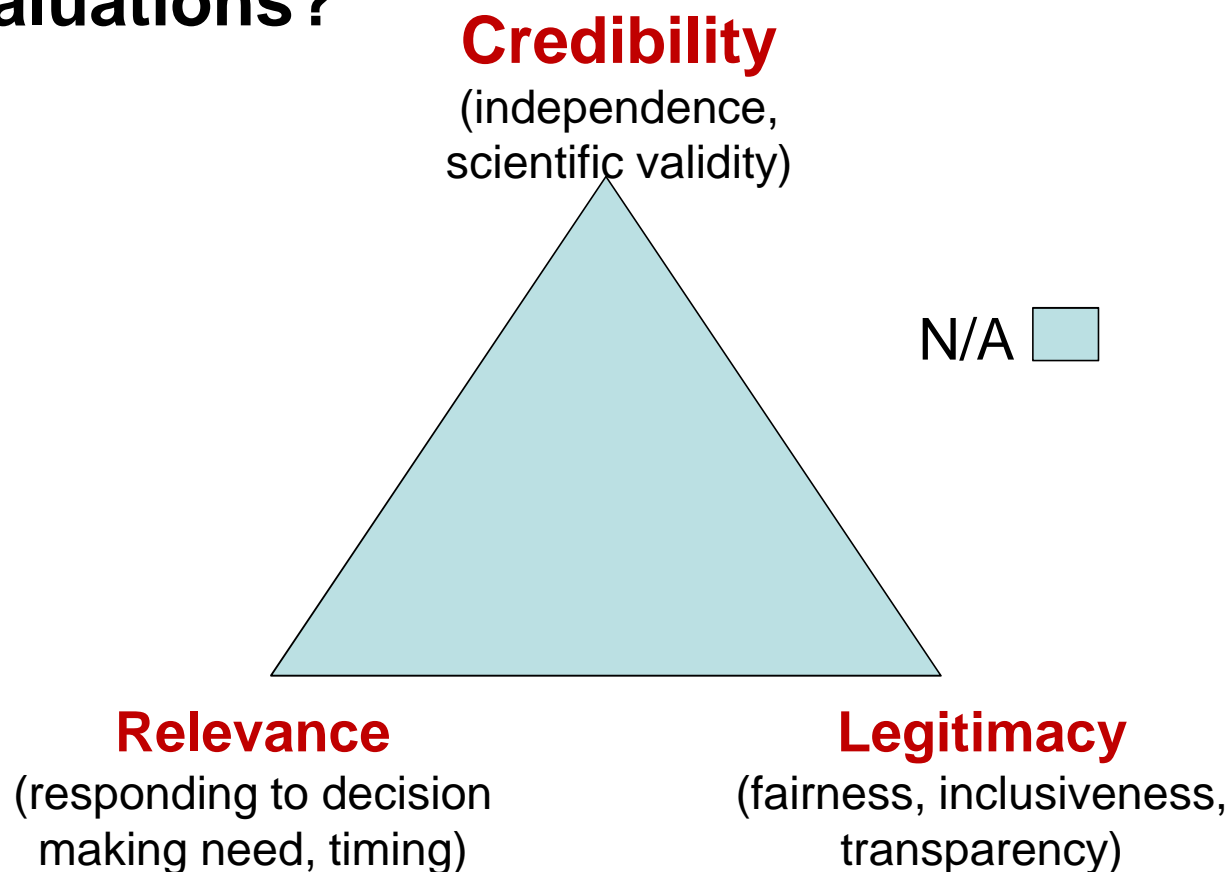 aluations?
Credibility
(independence,
scientific validity)
N/A
Relevance
(responding to decision
making need, timing)
Legitimacy
(fairness, inclusiveness,
transparency)